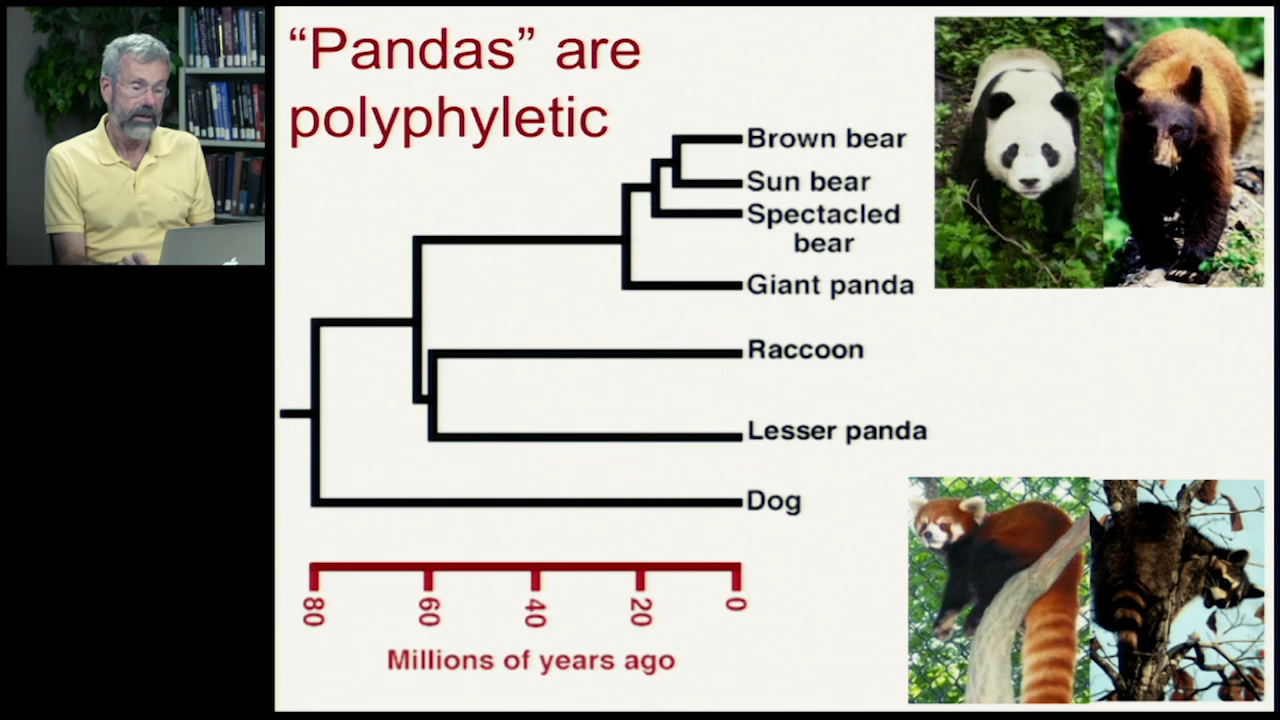 “Pandas” are
polyphyletic
Brown bear
Sun bear
Spectacled
bear
Giant panda
Raccoon
Lesser panda
Dog
80 60 40 20 0
Millions of years ago